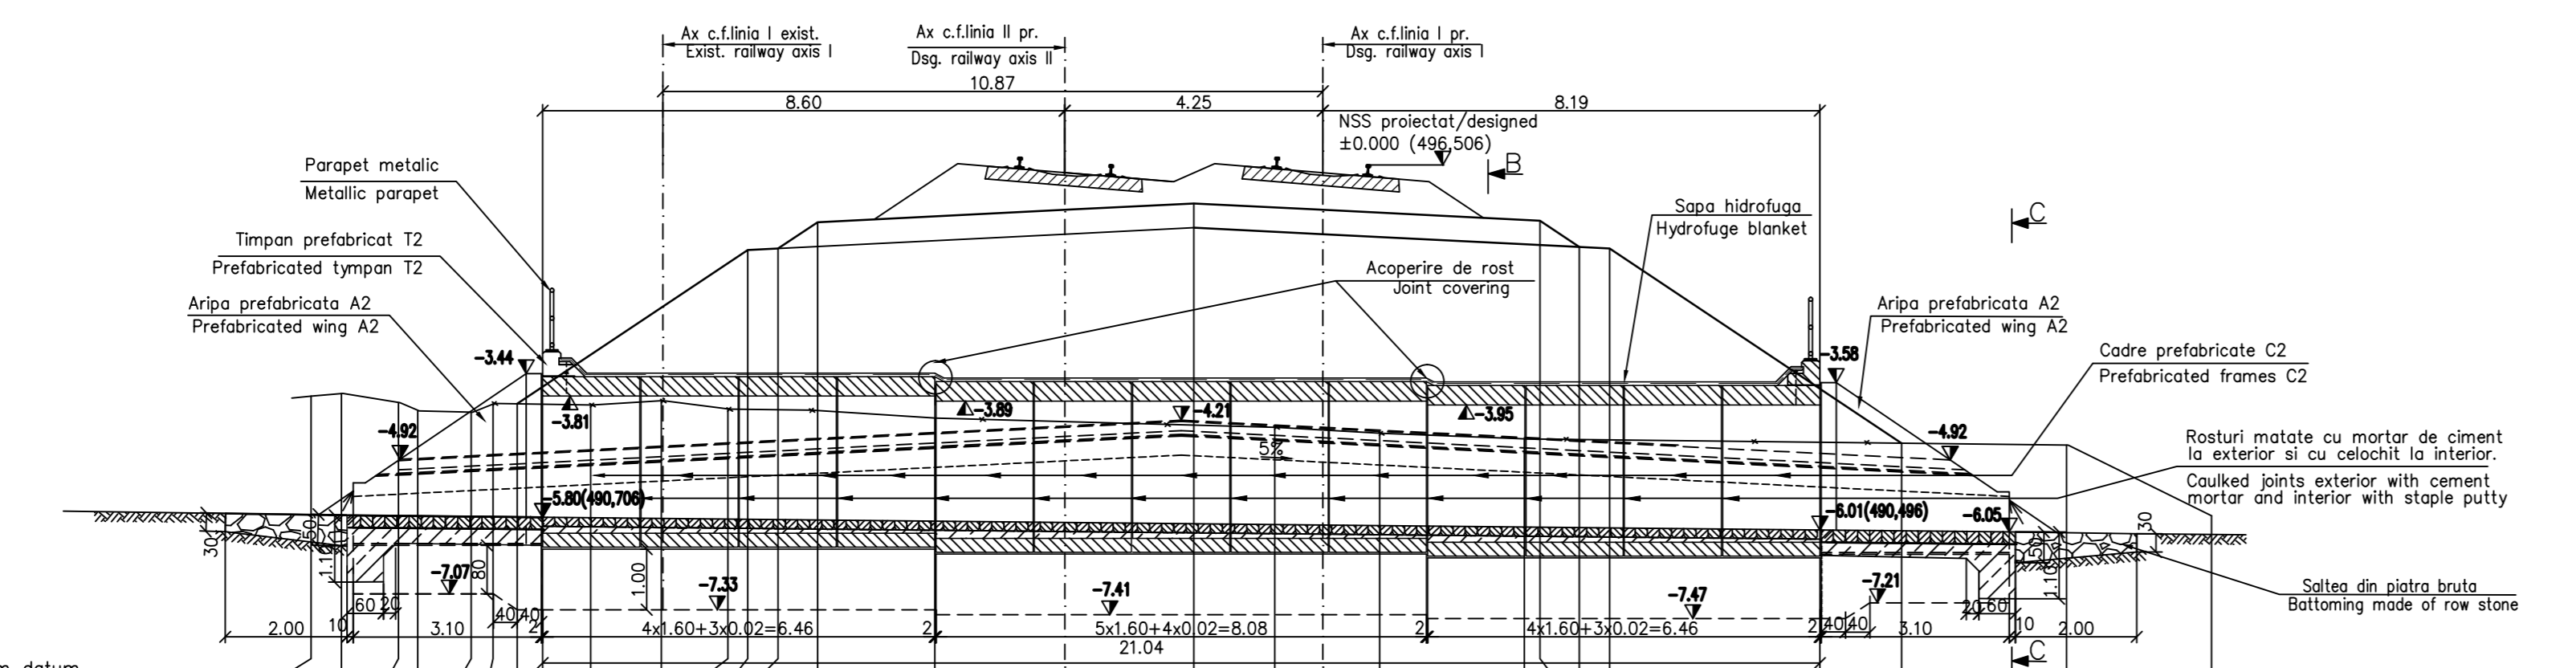 Ax c.f.linia I exist.
Exist. railway axis I
Ax c.f.linia II pr.
Dsg. railway axis II
Ax c.f.linia I pr.
Dsg. railway axis I
10.87
8.60
4.25
8.19
NSS proiectat/designed
±0.000 (496,506)
B
Parapet metalic
Metallic parapet
Sapa hidrofuga
Hydrofuge blanket
C
Timpan prefabricat T2
Prefabricated tympan T2
Acoperire de rost
Joint covering
Aripa prefabricata A2
Prefabricated wing A2
Aripa prefabricata A2
Prefabricated wing A2
-3.44
-3.58
Cadre prefabricate C2
Prefabricated frames C2
-3.81
-3.89
-4.21
-3.95
-4.92
-4.92
5%
Rosturi matate cu mortar de ciment
la exterior si cu celochit la interior.
Caulked joints exterior with cement
mortar and interior with staple putty
-5.80(490,706)
-6.01(490,496)
-6.05
30
50
1.10
30
50
1.10
-7.07
80
1.00
-7.33
-7.41
-7.47
-7.21
Saltea din piatra bruta
Battoming made of row stone
60
20
40
40
20
60
2.00
10
3.10
2
4x1.60+3x0.02=6.46
2
5x1.60+4x0.02=8.08
2
4x1.60+3x0.02=6.46
2
40
40
3.10
10
2.00
21.04
C
datum